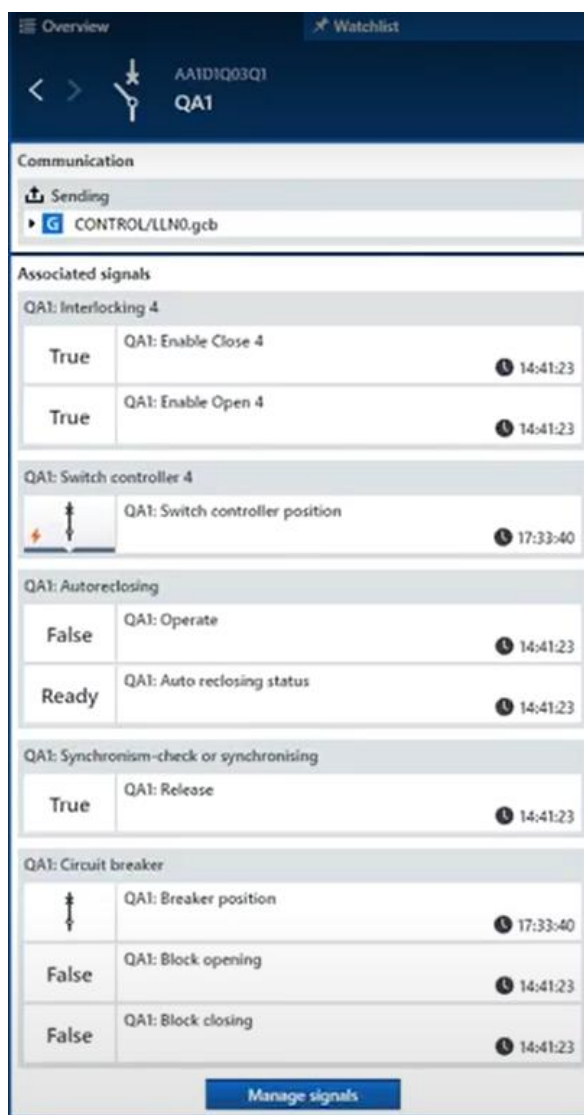 Overview
Watchlist
AA1D1Q03Q1
QA1
Communication
Sending
G CONTROL/LLN0.gcb
Associated signals
QA1: Interlocking 4
True
QA1: Enable Close 4
14:41:23
True
QA1: Enable Open 4
14:41:23
QA1: Switch controller 4
QA1: Switch controller position
17:33:40
QA1: Autoreclosing
False
QA1: Operate
14:41:23
Ready
QA1: Auto reclosing status
14:41:23
QA1: Synchronism-check or synchronising
True
QA1: Release
14:41:23
QA1: Circuit breaker
QA1: Breaker position
17:33:40
False
QA1: Block opening
14:41:23
False
QA1: Block closing
14:41:23
Manage signals